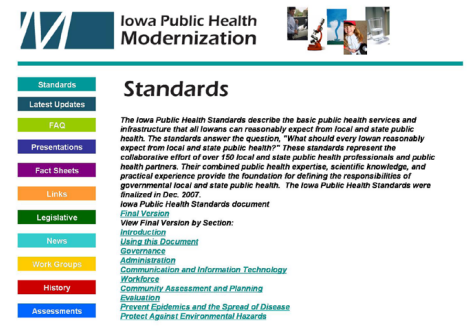 Iowa Public Health
Modernization
Standards
Latest Updates
FAQ
Presentations
Fact Sheets
Links
Legislative
News
Work Groups
History
Assessments
Standards
The Iowa Public Health Standards describe the basic public health services and
infrastructure that all Iowans can reasonably expect from local and state public
health. The standards answer the question, "What should every Iowan reasonably
expect from local and state public health?" These standards represent the
collaborative effort of over 150 local and state public health professionals and public
health partners. Their combined public health expertise, scientific knowledge, and
practical experience provide the foundation for defining the responsibilities of
governmental local and state public health. The Iowa Public Health Standards were
finalized in Dec. 2007.
Iowa Public Health Standards document
Final Version
View Final Version by Section:
Introduction
Using this Document
Governance
Administration
Communication and Information Technology
Workforce
Community Assessment and Planning
Evaluation
Prevent Epidemics and the Spread of Disease
Protect Against Environmental Hazards